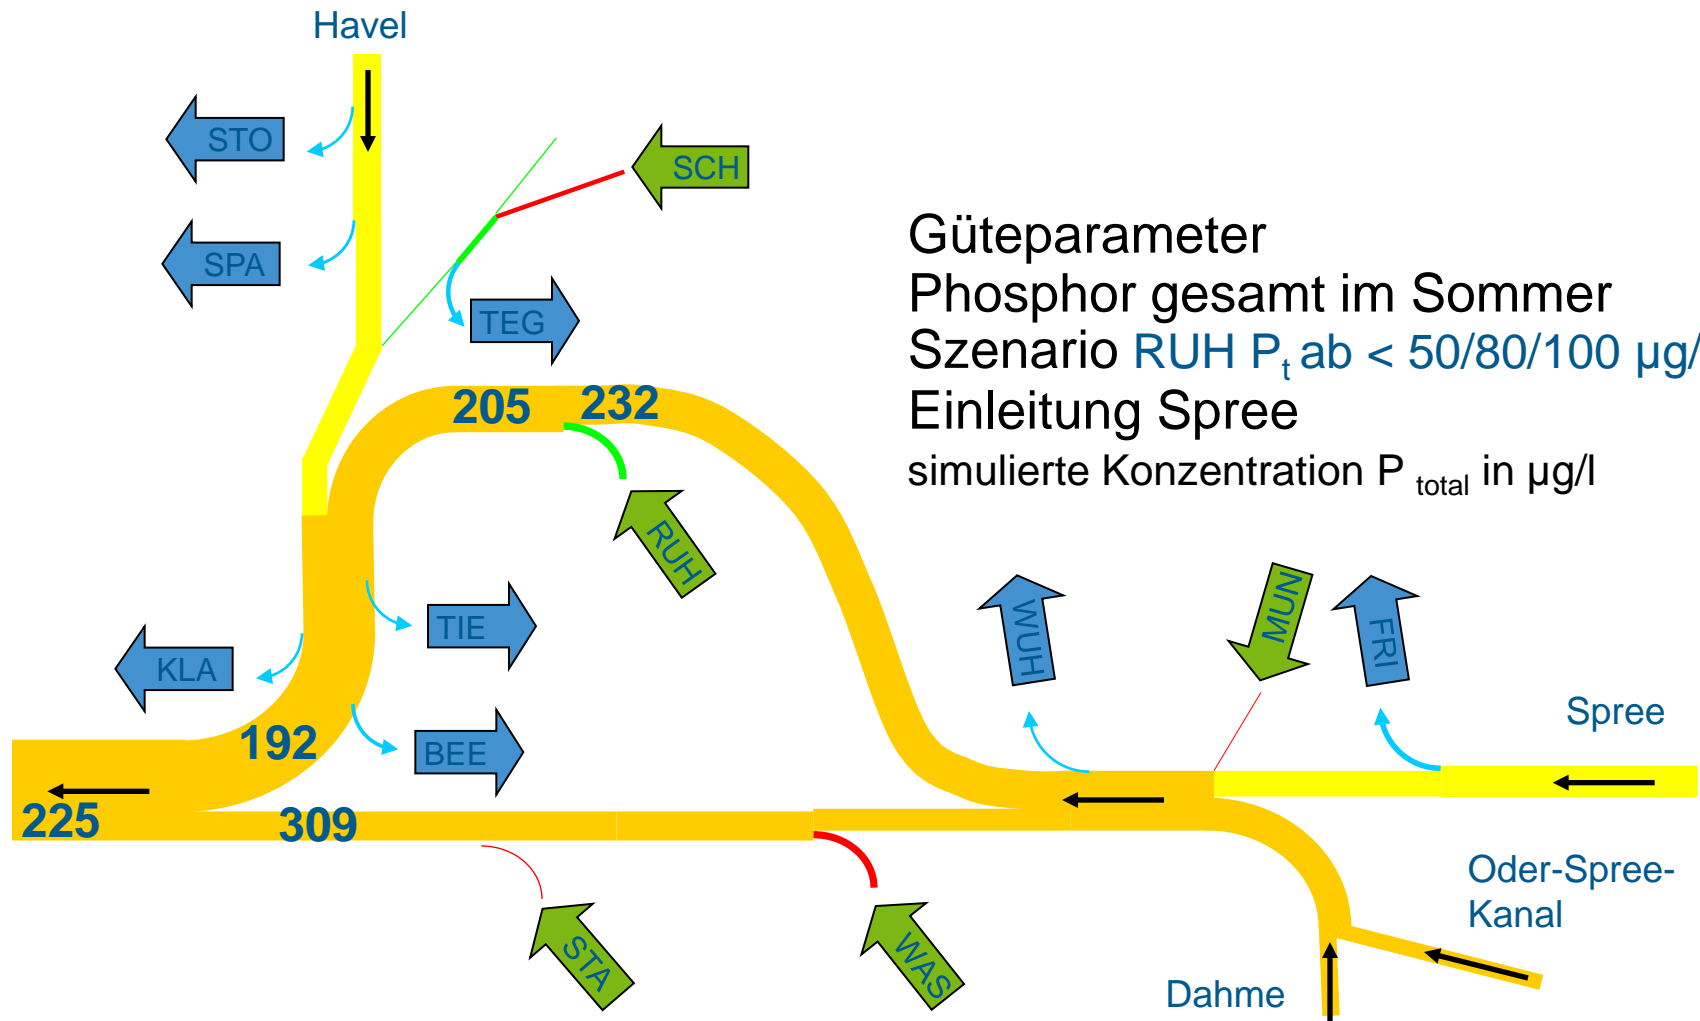 Havel
STO
SCH
SPA
TEG
Güteparameter
Phosphor gesamt im Sommer
Szenario RUH Pt ab < 50/80/100 µg/
Einleitung Spree
simulierte Konzentration P total in µg/l
205
232
RUH
TIE
KLA
WUH
MUN
FRI
Spree
192
BEE
225
309
STA
WAS
Oder-Spree-
Kanal
Dahme